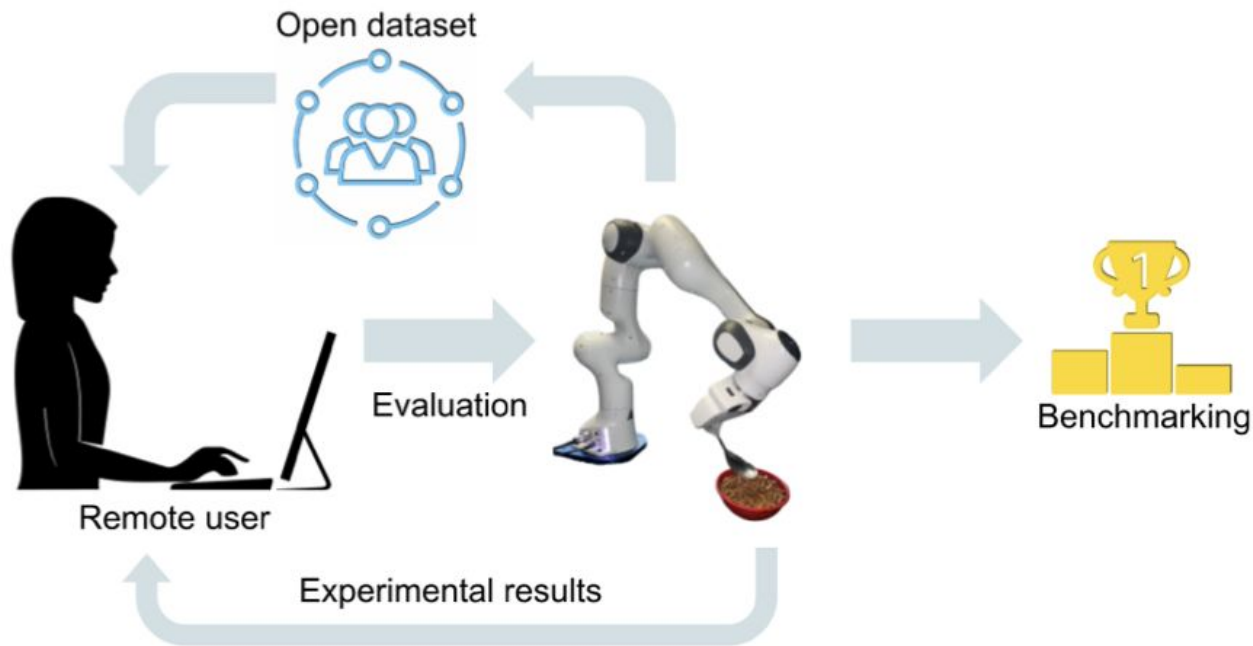 Open dataset
1
Evaluation
Benchmarking
Remote user
Experimental results